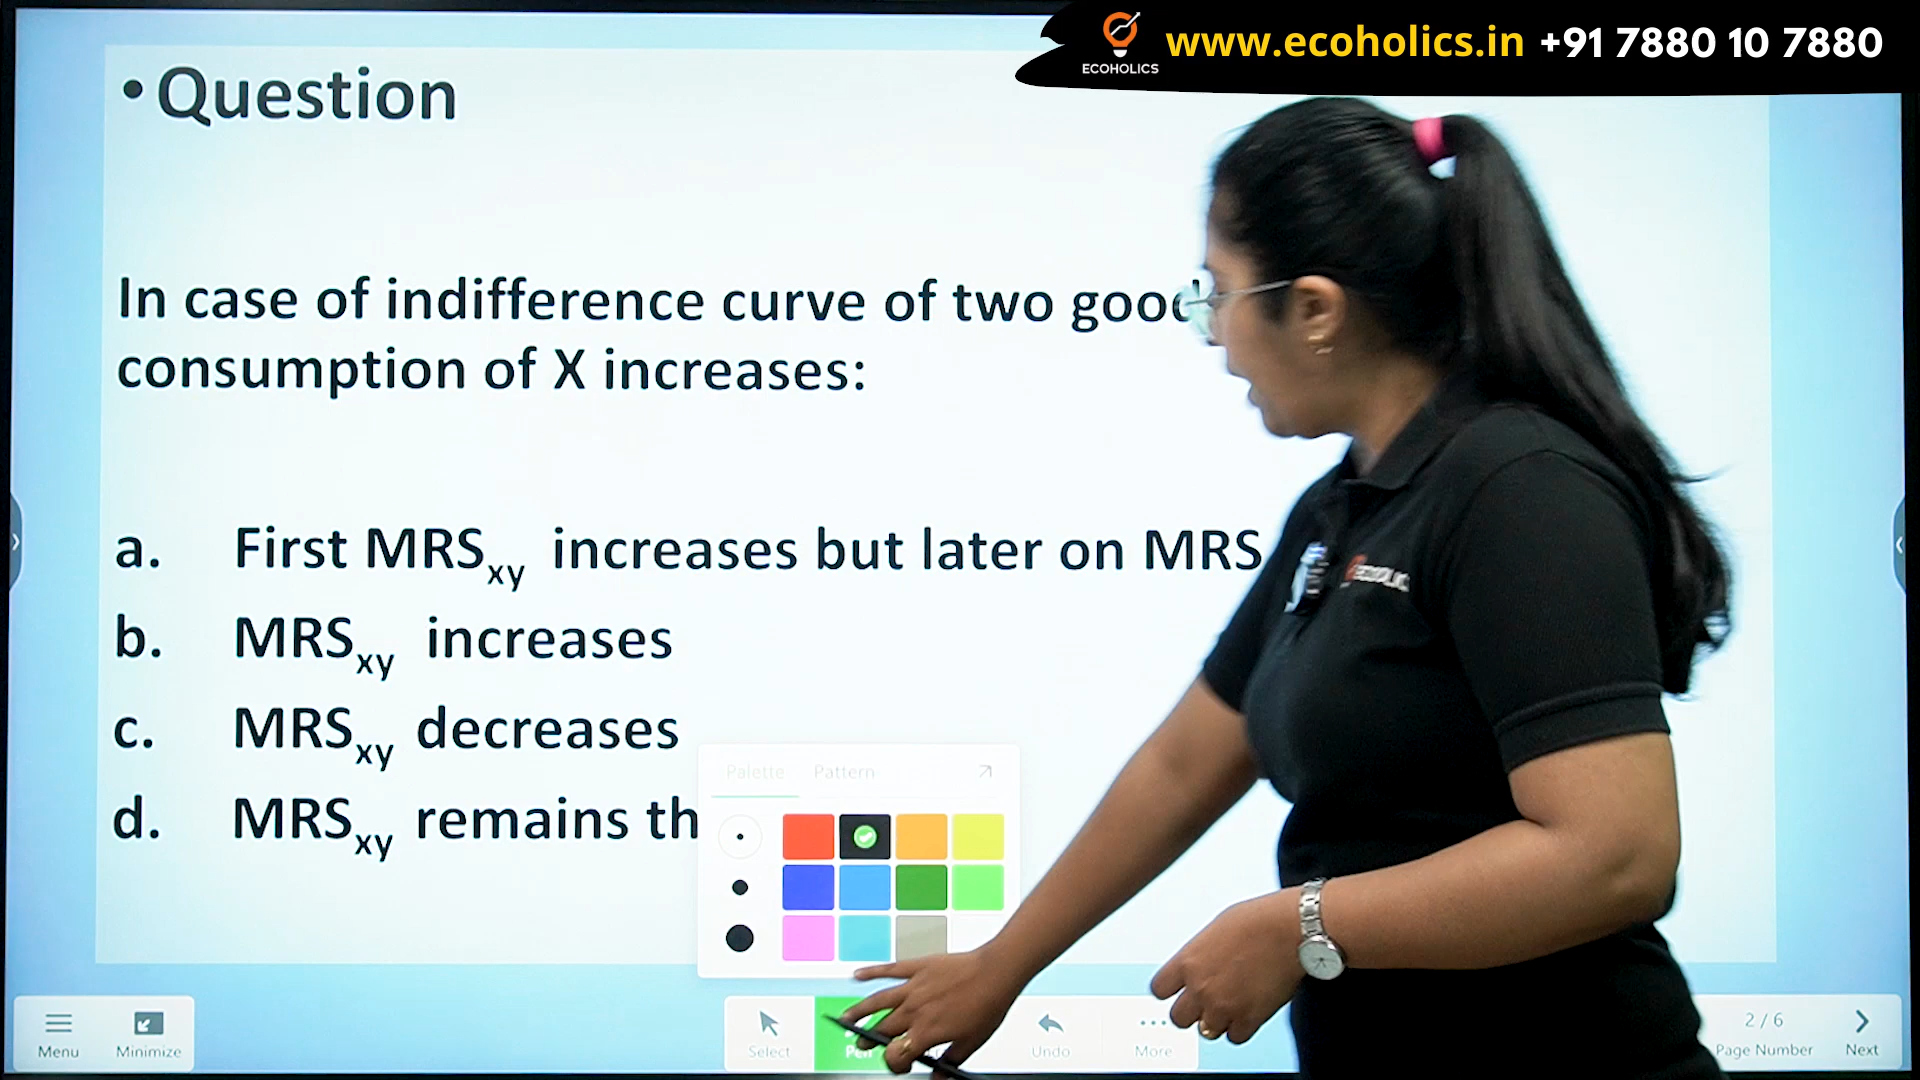 www.ecoholics.in +91 7880 10 7880
ECOHOLICS
• Question
In case of indifference curve of two
consumption of X increases:
a. First MRSxy increases but later on MRS
b. MRSxy increases
c. MRSxy decreases
d. MRSxy remains
Palette Pattern
Menu
Minimize
Select
Pen
Undo
More
2 / 6
Page Number
Next